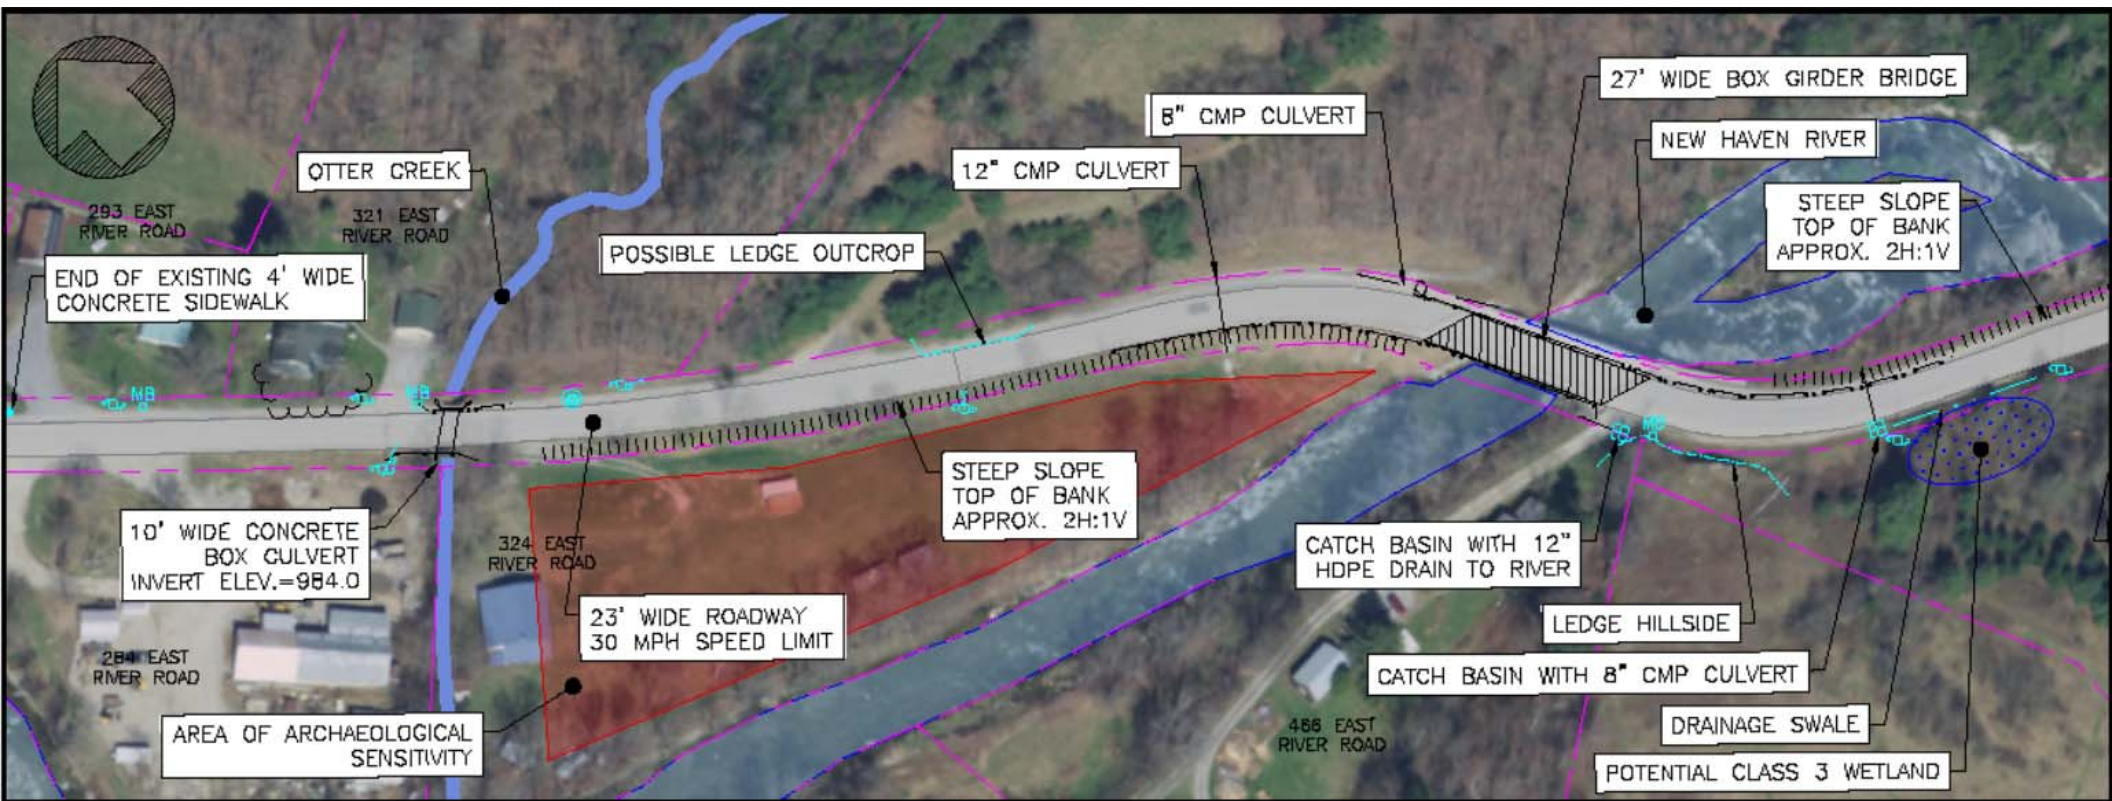 27' WIDE BOX GIRDER BRIDGE
8" CMP CULVERT
NEW HAVEN RIVER
12" CMP CULVERT
OTTER CREEK
STEEP SLOPE
TOP OF BANK
APPROX. 2H:1V
293 EAST
RIVER ROAD
321 EAST
RIVER ROAD
POSSIBLE LEDGE OUTCROP
END OF EXISTING 4' WIDE
CONCRETE SIDEWALK
MB
MB
MB
STEEP SLOPE
TOP OF BANK
APPROX. 2H:1V
10' WIDE CONCRETE
BOX CULVERT
INVERT ELEV.=984.0
324 EAST
RIVER ROAD
CATCH BASIN WITH 12"
HDPE DRAIN TO RIVER
23' WIDE ROADWAY
30 MPH SPEED LIMIT
LEDGE HILLSIDE
284 EAST
RIVER ROAD
CATCH BASIN WITH 8" CMP CULVERT
AREA OF ARCHAEOLOGICAL
SENSITIVITY
466 EAST
RIVER ROAD
DRAINAGE SWALE
POTENTIAL CLASS 3 WETLAND